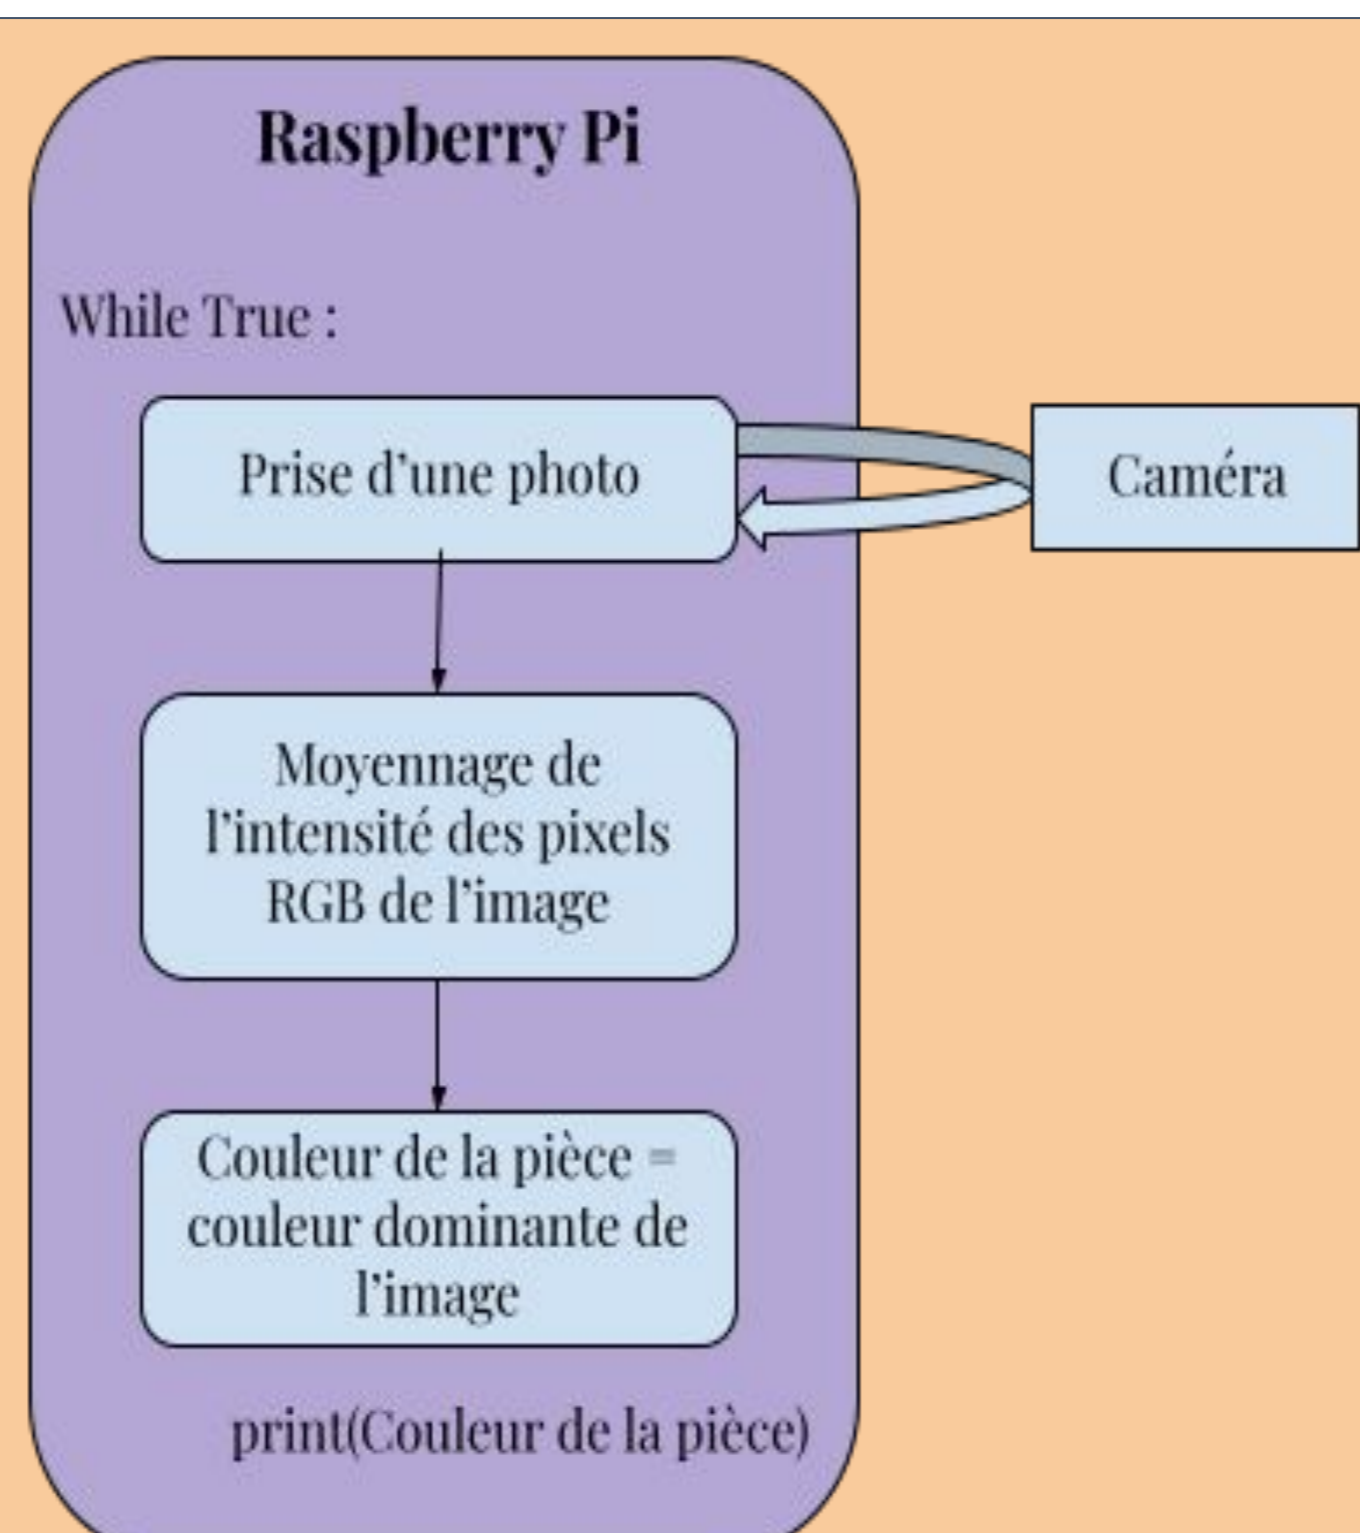 Raspberry Pi
While True :
Prise d’une photo
Caméra
Moyennage de
l’intensité des pixels
RGB de l’image
Couleur de la pièce =
couleur dominante de
l’image
print(Couleur de la pièce)